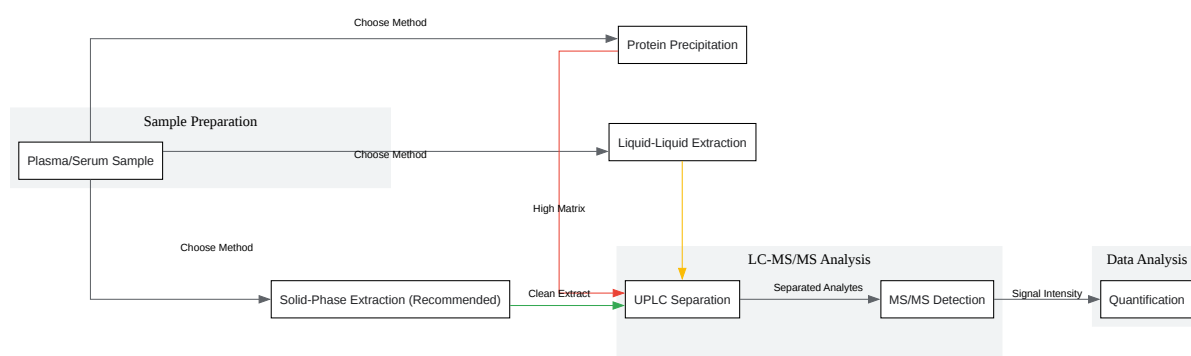 Choose Method
Protein Precipitation
Sample Preparation
Plasma/Serum Sample
Choose Method
Liquid-Liquid Extraction
High Matrix
Choose Method
LC-MS/MS Analysis
Data Analysis
Solid-Phase Extraction (Recommended)
Clean Extract
UPLC Separation
Separated Analytes
MS/MS Detection
Signal Intensity
Quantification